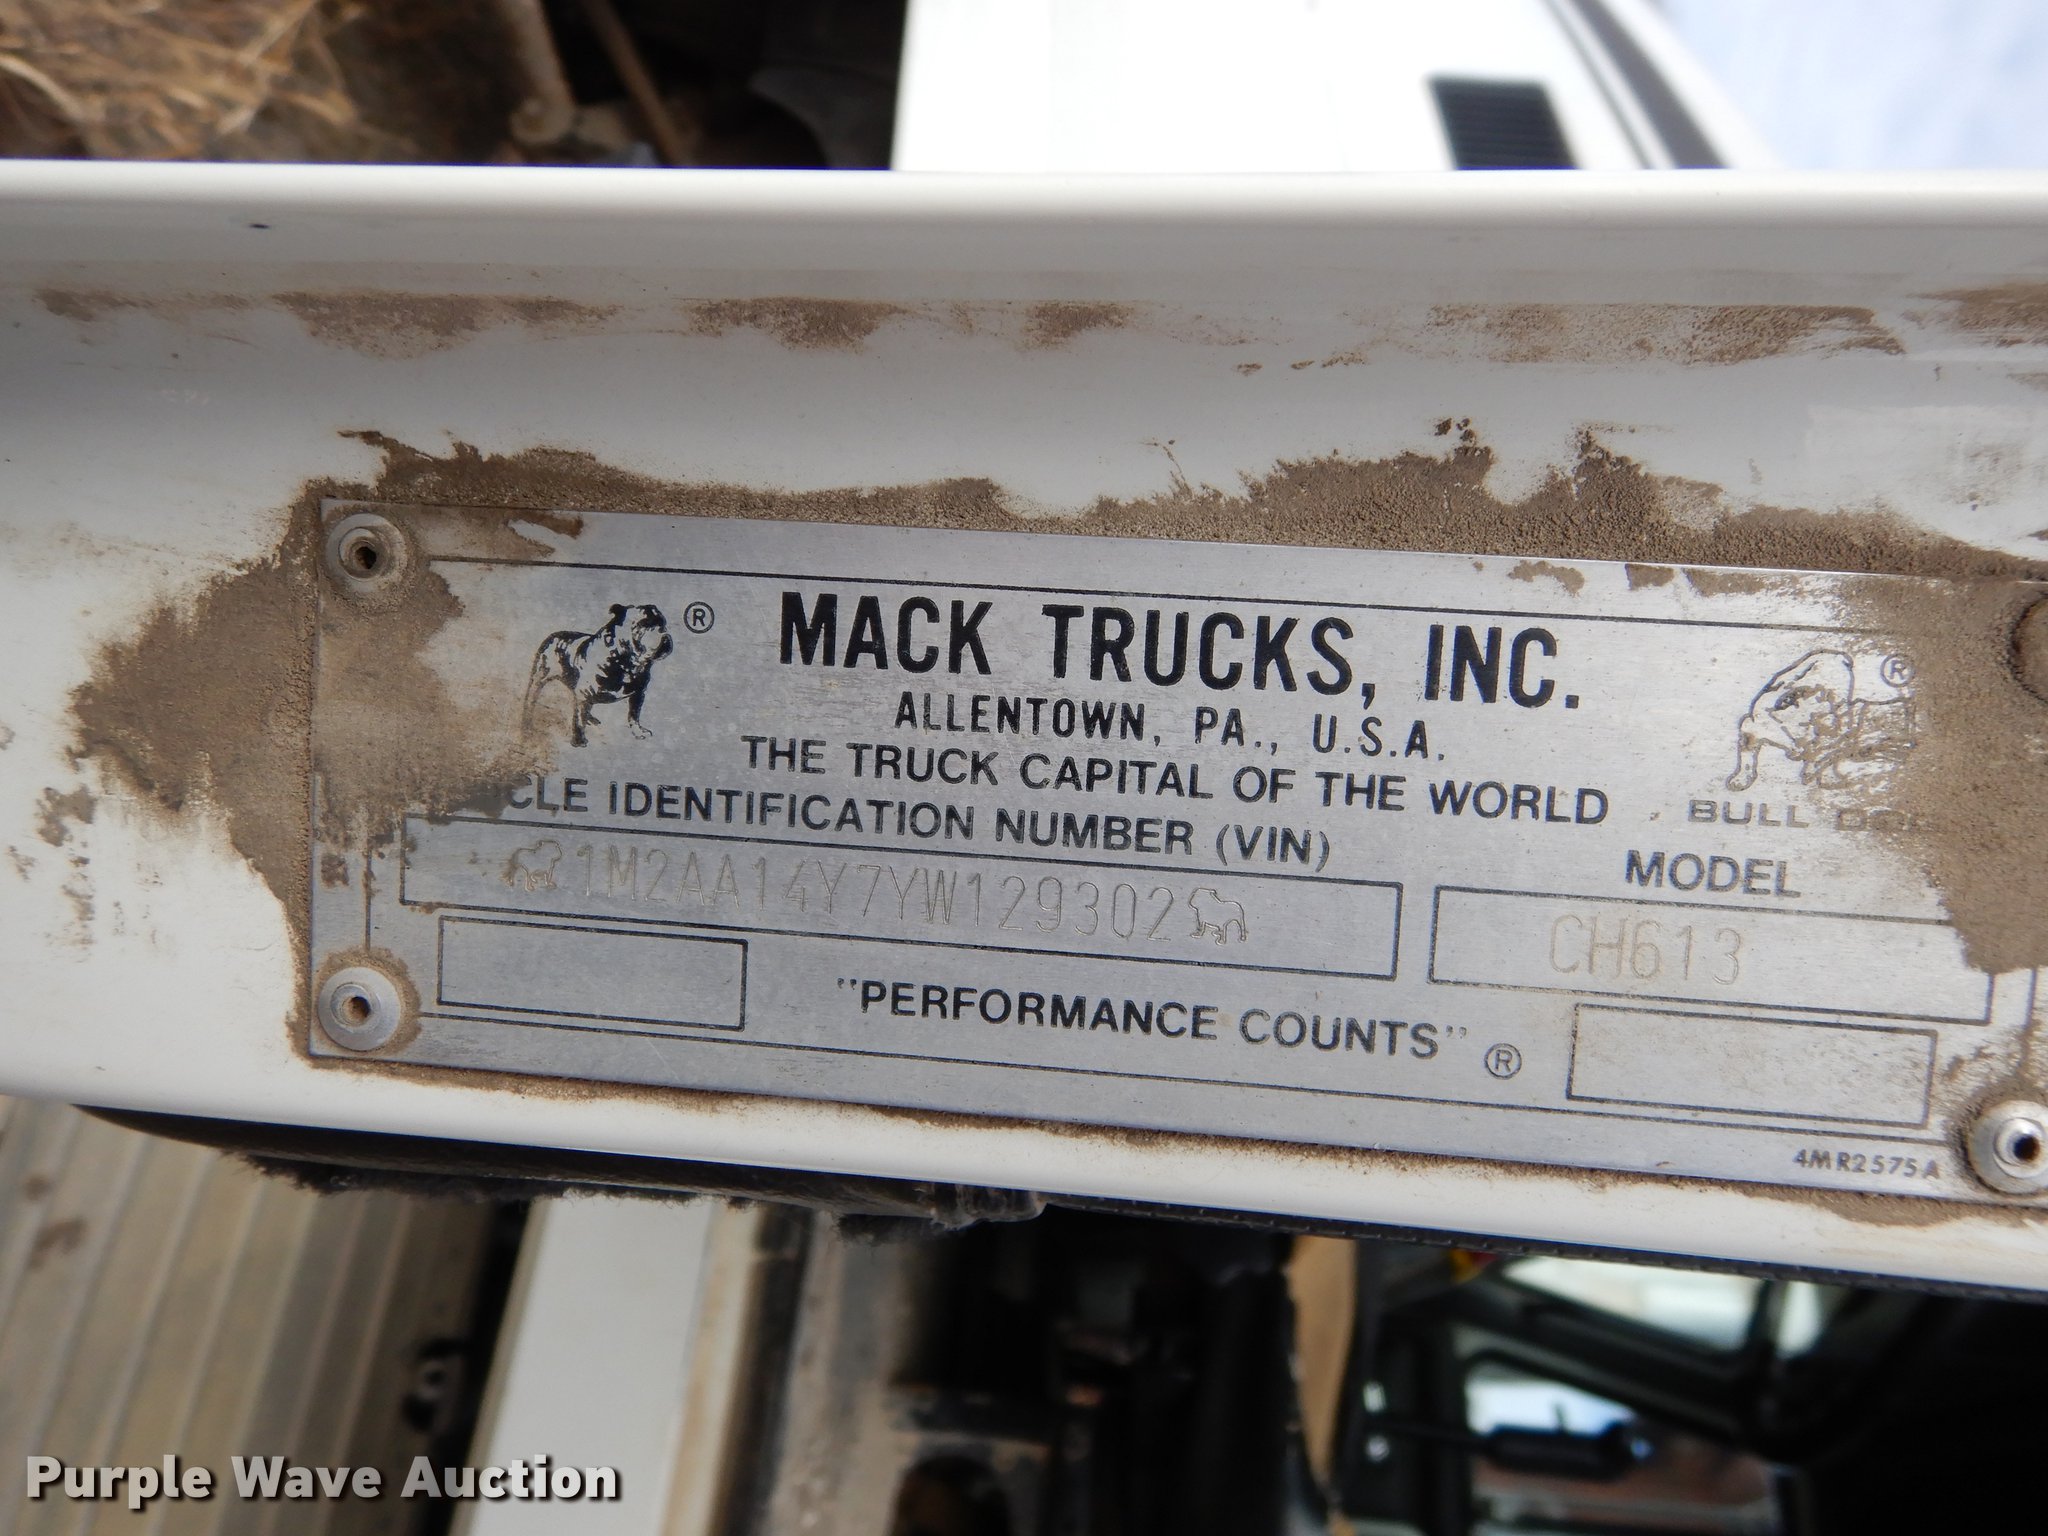 ®
MACK TRUCKS, INC.
ALLENTOWN, PA., U.S.A.
THE TRUCK CAPITAL OF THE WORLD
®
BULL
IDENTIFICATION NUMBER (VIN)
MODEL
1M2AA14Y7YW129302
CH613
"PERFORMANCE COUNTS" ®
4MR2575A
Purple Wave Auction